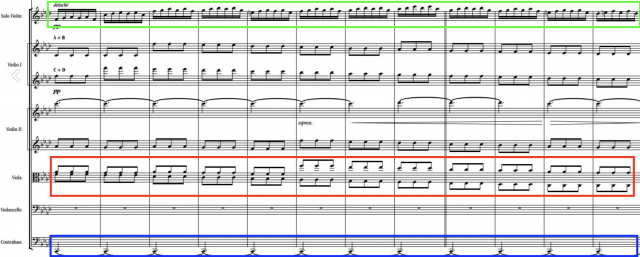 détaché
Solo Violin
A + B
Violin I
C + D
pp
Violin II
espress.
Viola
Violoncello
Contrabass